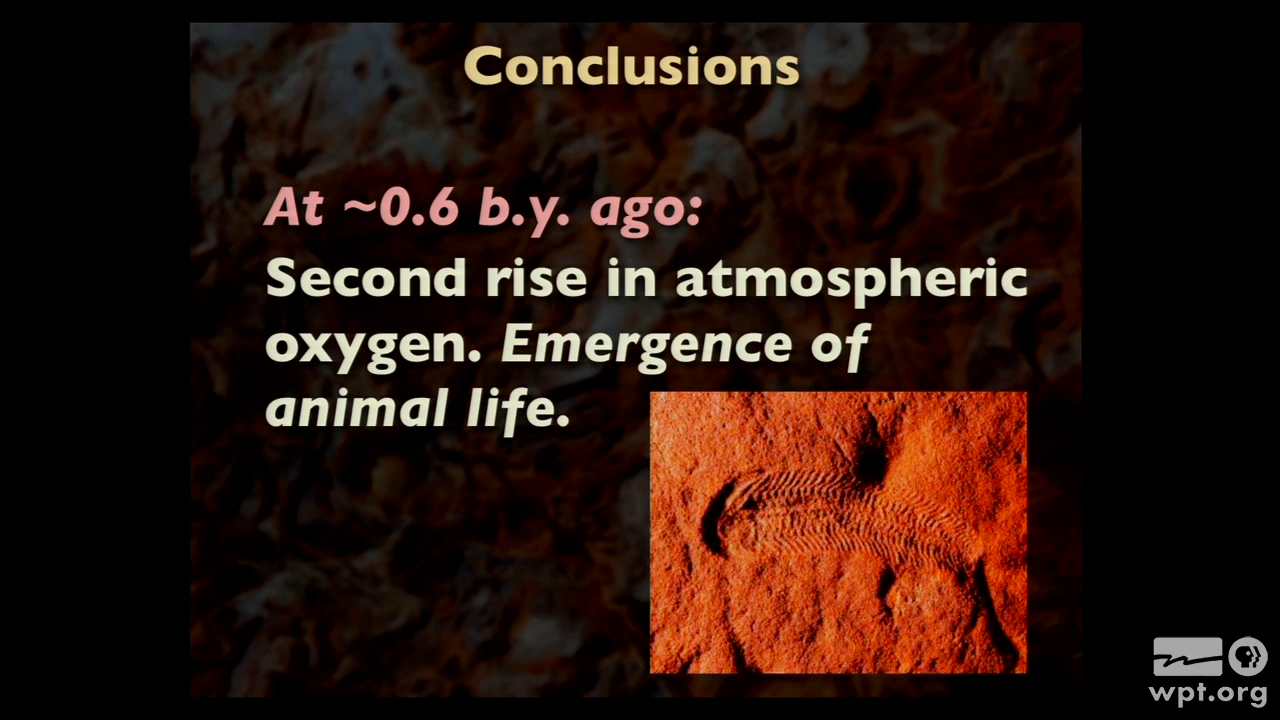 Conclusions
At ~0.6 b.y. ago:
Second rise in atmospheric
oxygen. Emergence of
animal life.
wpt.org